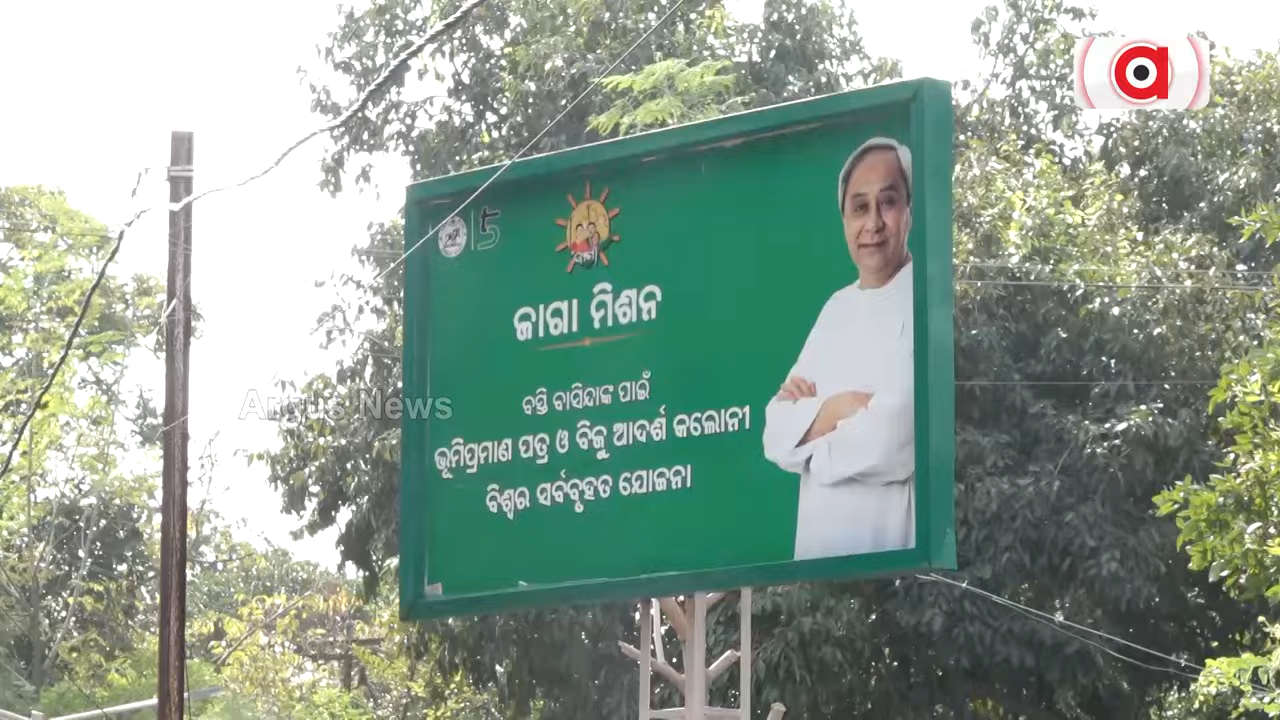 a
ଜାଗା ମିଶନ
ବସ୍ତି ବାସିନ୍ଦାଙ୍କ ପାଇଁ
ଭୂମିପ୍ରମାଣ ପତ୍ର ଓ ବିଜୁ ଆଦର୍ଶ କଲୋନୀ
ବିଶ୍ୱର ସର୍ବବୃହତ ଯୋଜନା
Argus News